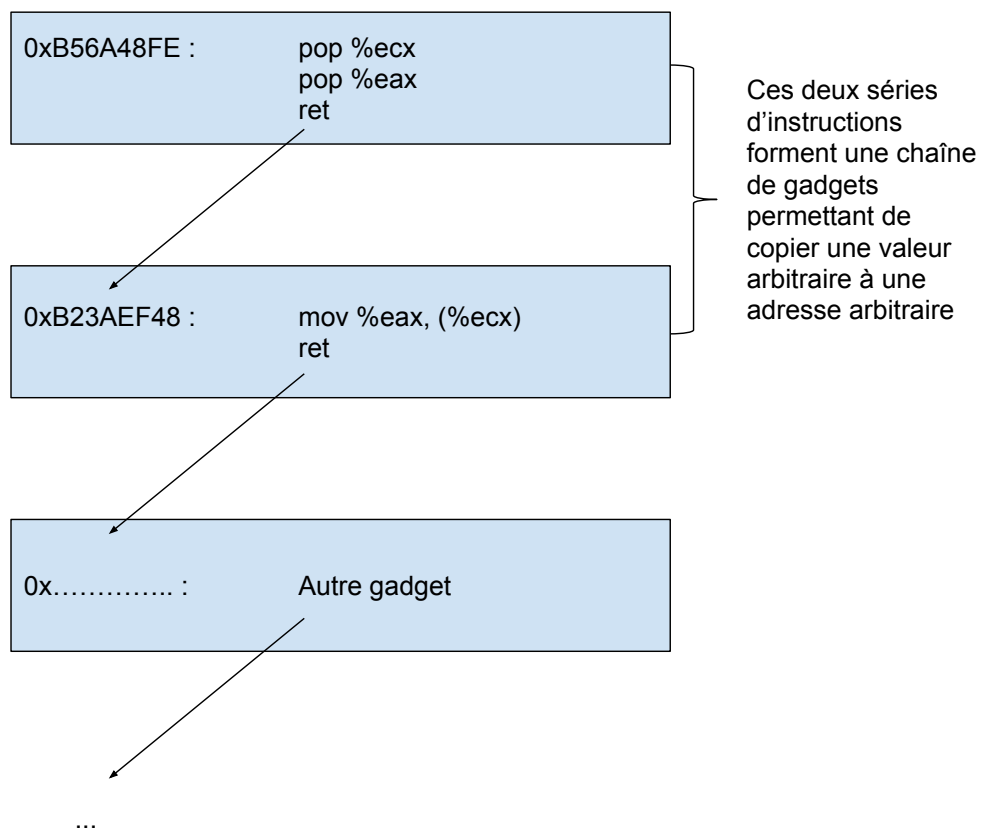 0xB56A48FE : pop %ecx
pop %eax
ret
Ces deux séries
d’instructions
forment une chaîne
de gadgets
permettant de
copier une valeur
arbitraire à une
adresse arbitraire
0xB23AEF48 : mov %eax, (%ecx)
ret
0x………….. : Autre gadget
...